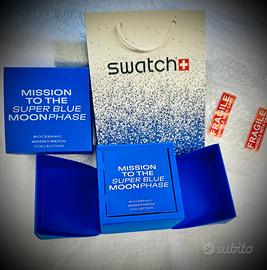 swatch
MISSION
TO THE
SUPER BLUE
MOONPHASE
BIOCERAMIC
MOONSWATCH
COLLECTION
MISSION
TO THE
SUPER BLUE
MOONPHASE
BIOCERAMIC
MOONSWATCH
COLLECTION
FRAGILE
FRAGILE
subito